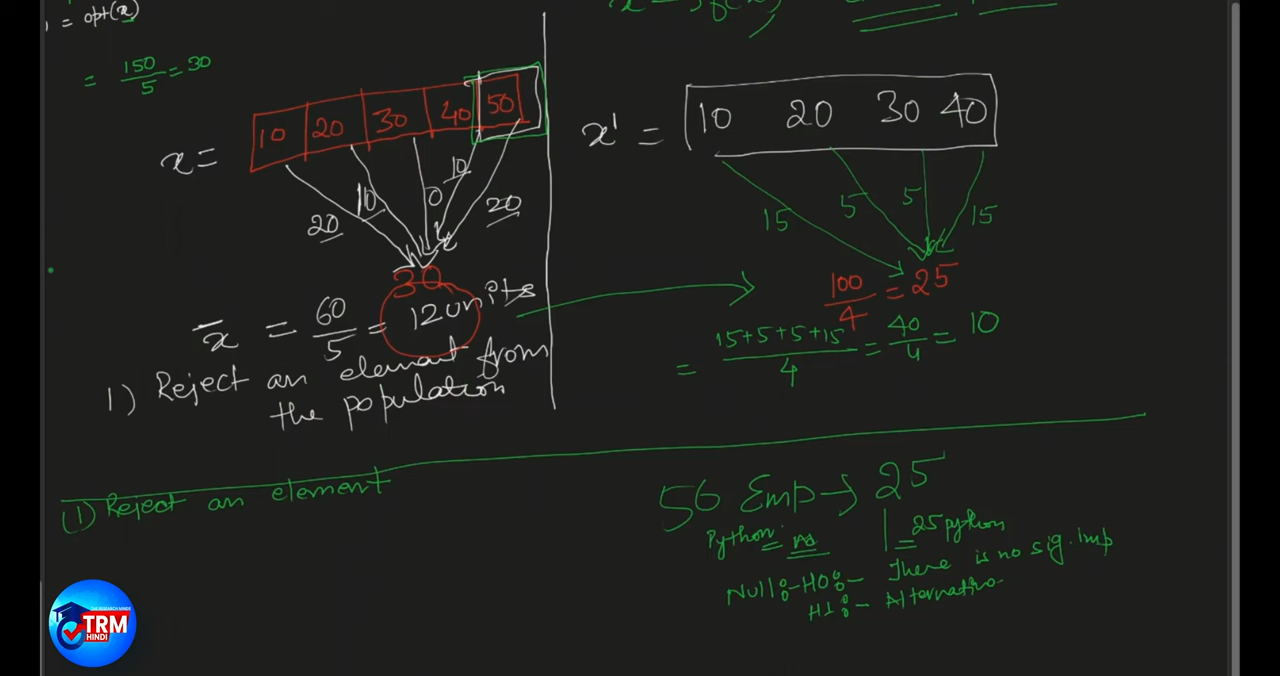 = opt(x)
= 150/5 = 30
x =
10 20 30 40 50
20 10 0 10 20
30
x̄ = 60/5 = 12 units
1) Reject an element from
the population
x' =
10 20 30 40
15 5 5 15
100/4 = 25
= 15+5+5+15/4 = 40/4 = 10
(1) Reject an element
56 Emp → 25
Python
= 25 python
Null:- H0:- There is no sig. Imp
H1:- Alternative
THE RESEARCH MINDS
TRM
HINDI